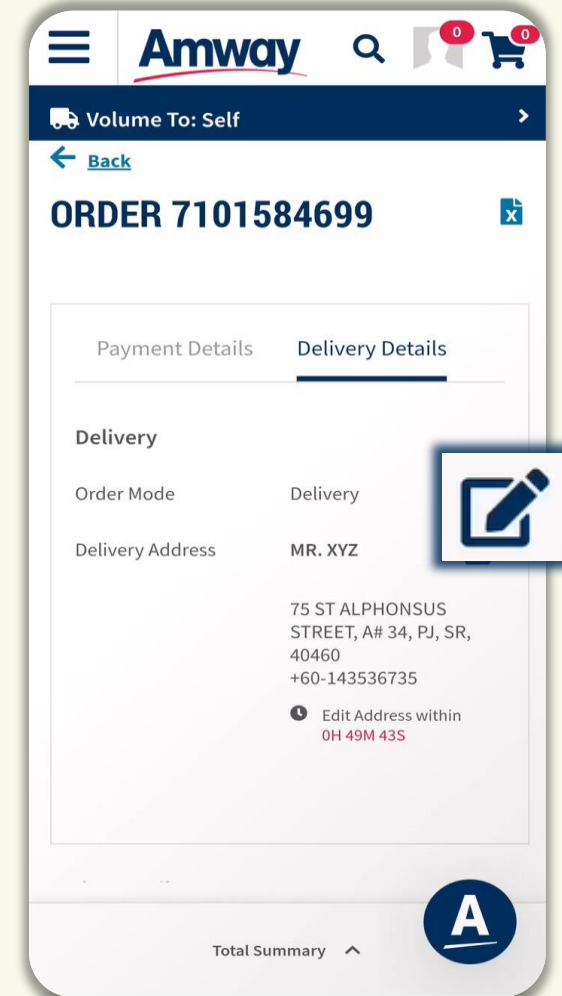 Amway
0
0
Volume To: Self
Back
ORDER 7101584699
Payment Details
Delivery Details
Delivery
Order Mode
Delivery
Delivery Address
MR. XYZ
75 ST ALPHONSUS
STREET, A# 34, PJ, SR,
40460
+60-143536735
Edit Address within
0H 49M 43S
Total Summary
A